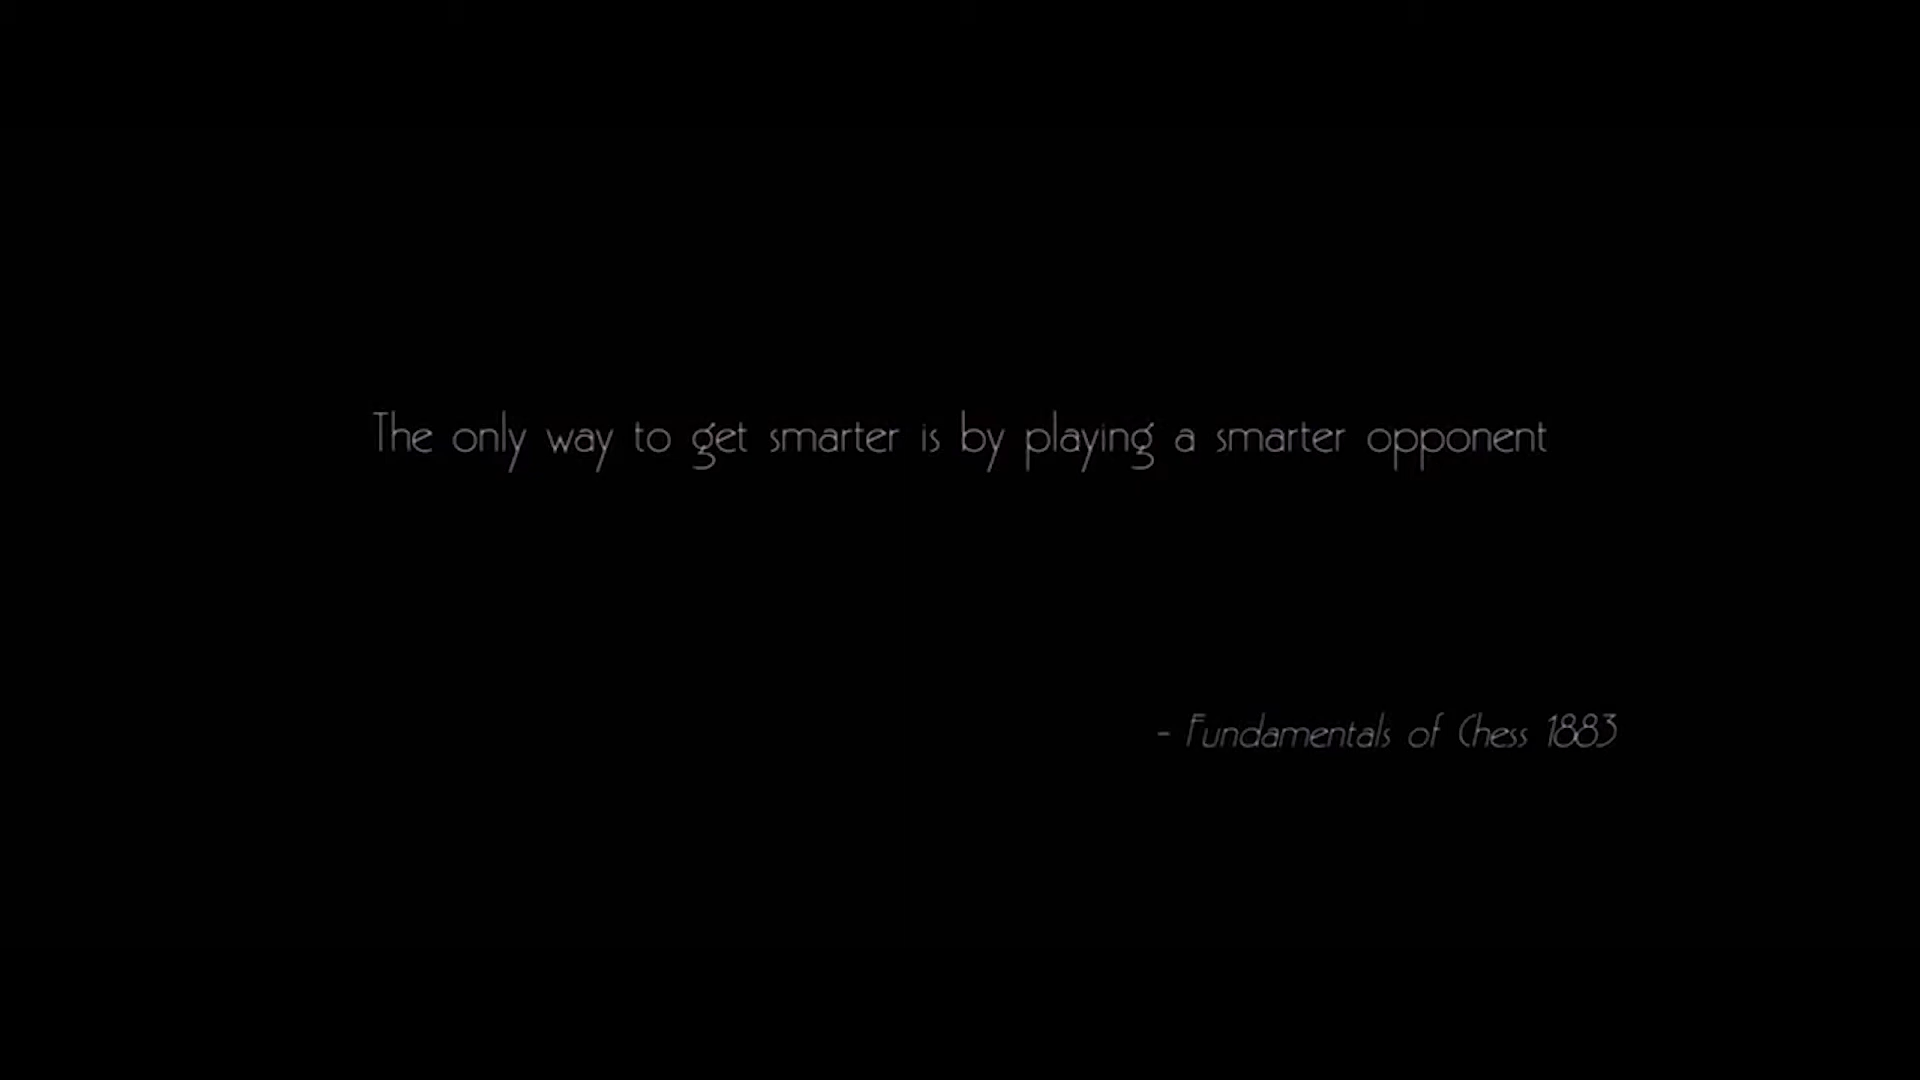 The only way to get smarter is by playing a smarter opponent
- Fundamentals of Chess 1883